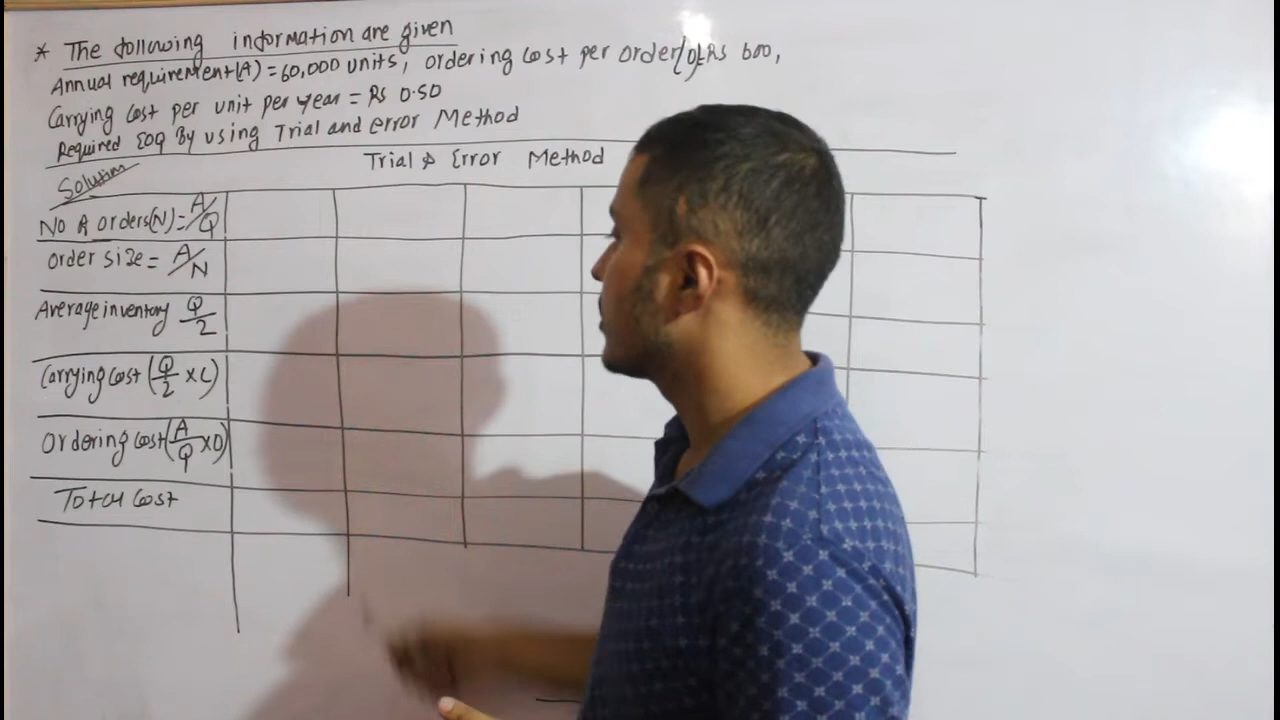 * The following information are given
Annual requirement(A) = 60,000 units, ordering cost per order(O)=Rs 600,
Carrying cost per unit per year = Rs 0.50
Required EOQ By using Trial and error Method
Trial & Error Method
Solution
No of orders(N) = A/Q
Order size = A/N
Average inventory Q/2
Carrying cost (Q/2 × C)
Ordering cost (A/Q × O)
Total cost